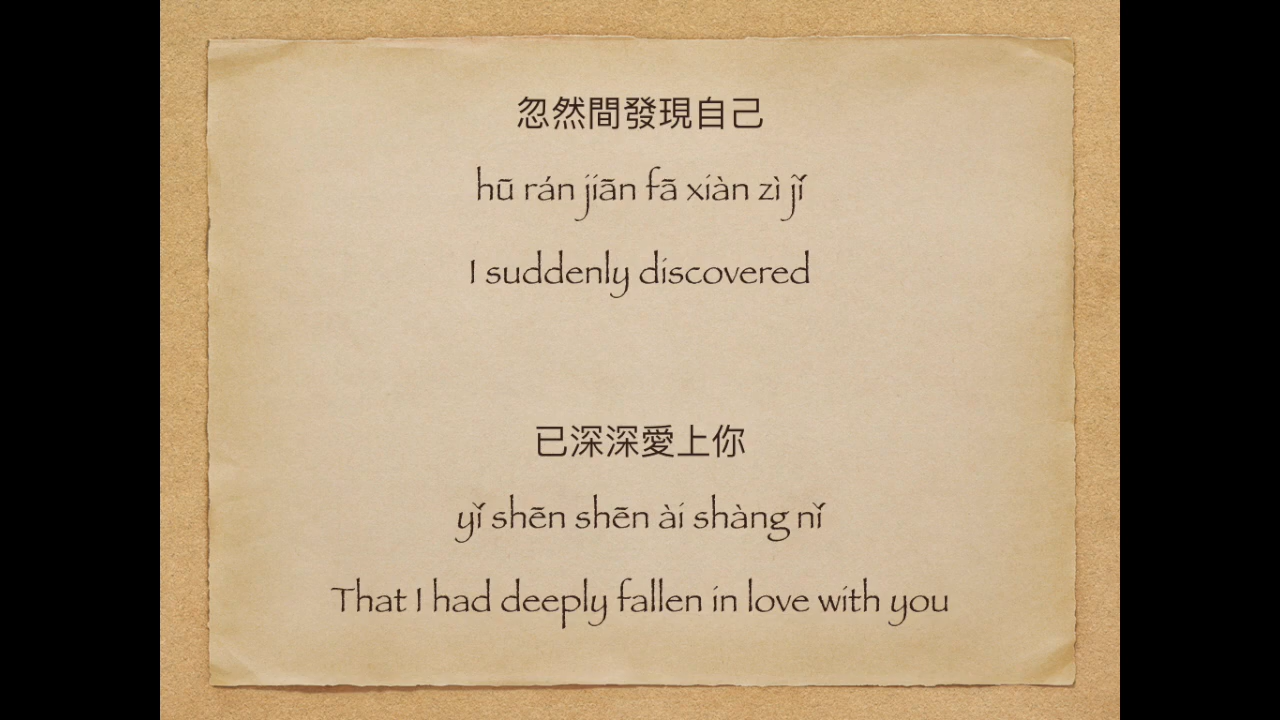 忽然間發現自己
hū rán jiān fā xiàn zì jǐ
I suddenly discovered
已深深愛上你
yǐ shēn shēn ài shàng nǐ
That I had deeply fallen in love with you